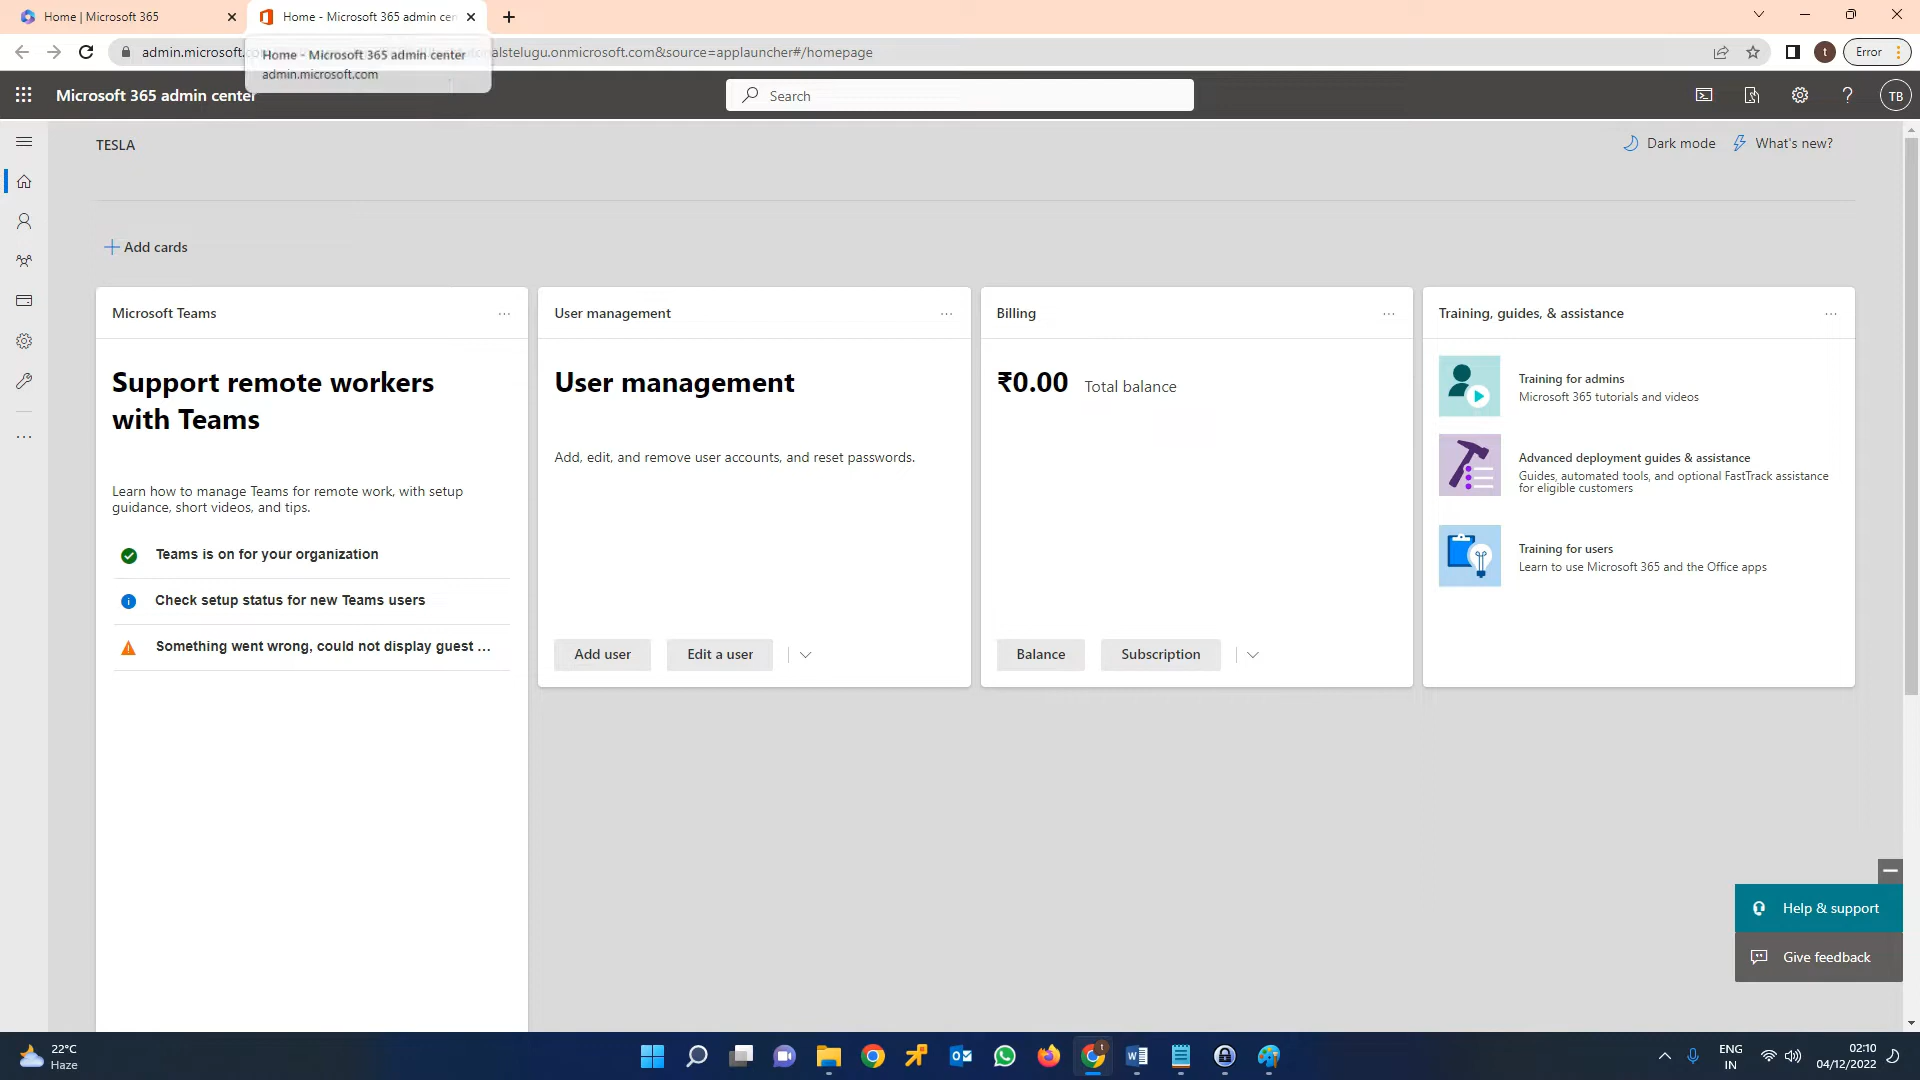 Home | Microsoft 365
Home - Microsoft 365 admin cen
admin.microsoft.co
Home - Microsoft 365 admin center
admin.microsoft.com
alstelugu.onmicrosoft.com&source=applauncher#/homepage
t
Error
Microsoft 365 admin center
Search
TB
TESLA
Dark mode
What's new?
Add cards
Microsoft Teams
Support remote workers
with Teams
Learn how to manage Teams for remote work, with setup
guidance, short videos, and tips.
Teams is on for your organization
Check setup status for new Teams users
Something went wrong, could not display guest ...
User management
User management
Add, edit, and remove user accounts, and reset passwords.
Add user
Edit a user
Billing
₹0.00 Total balance
Balance
Subscription
Training, guides, & assistance
Training for admins
Microsoft 365 tutorials and videos
Advanced deployment guides & assistance
Guides, automated tools, and optional FastTrack assistance
for eligible customers
Training for users
Learn to use Microsoft 365 and the Office apps
Help & support
Give feedback
22°C
Haze
ENG
IN
02:10
04/12/2022